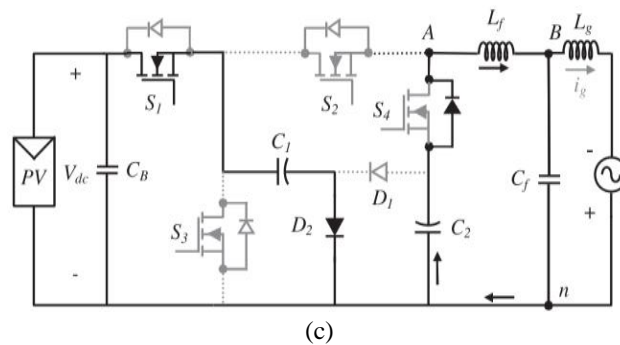 A
L_f
B
L_g
+
S_1
S_2
S_4
i_g
C_1
-
PV
V_dc
C_B
D_1
C_f
S_3
D_2
C_2
+
-
n
(c)